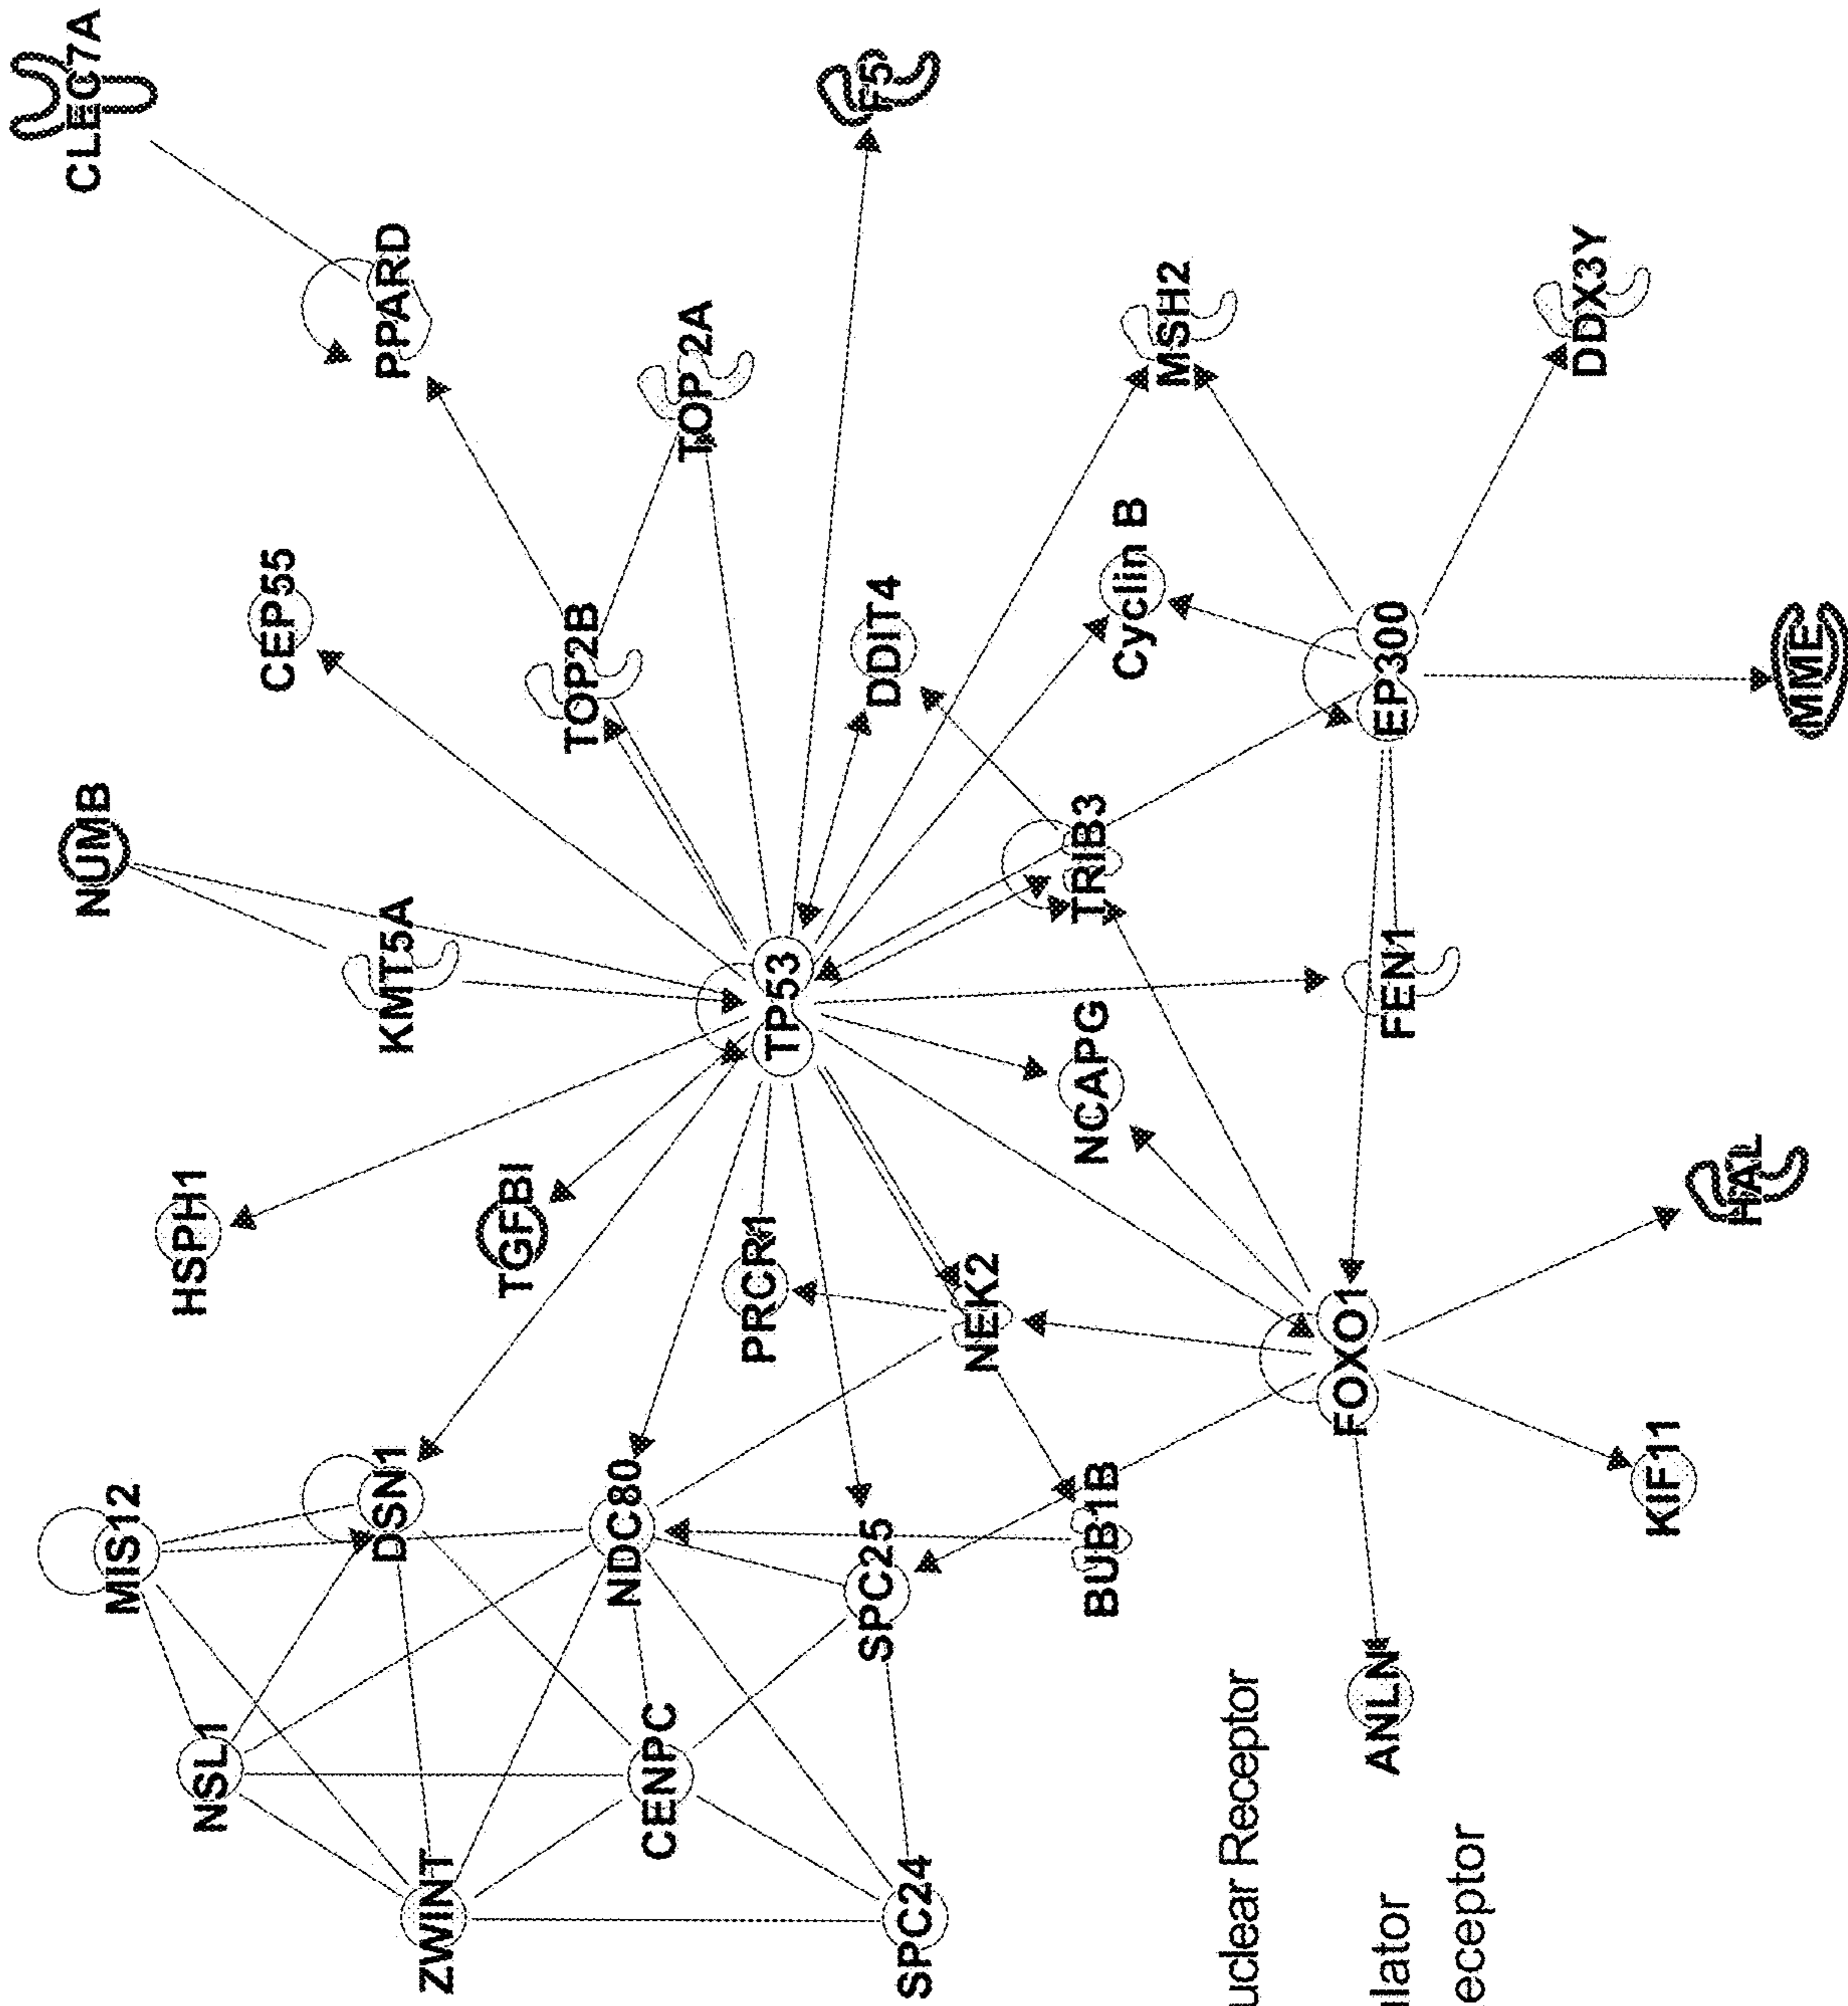 CLEC7A
F5
PPARD
TOP2A
MSH2
DDX3Y
CEP55
TOP2B
DDIT4
Cyclin B
EP300
MME
NUMB
KMT5A
TP53
TRIB3
FEN1
NCAPG
HSPH1
TGFBI
PRCR1
NEK2
FOXO1
HAL
MIS12
DSN1
NDC80
SPC25
BUB1B
KIF11
NSL1
CENPC
ANLN
ZWINT
SPC24
uclear Receptor
ulator
eceptor